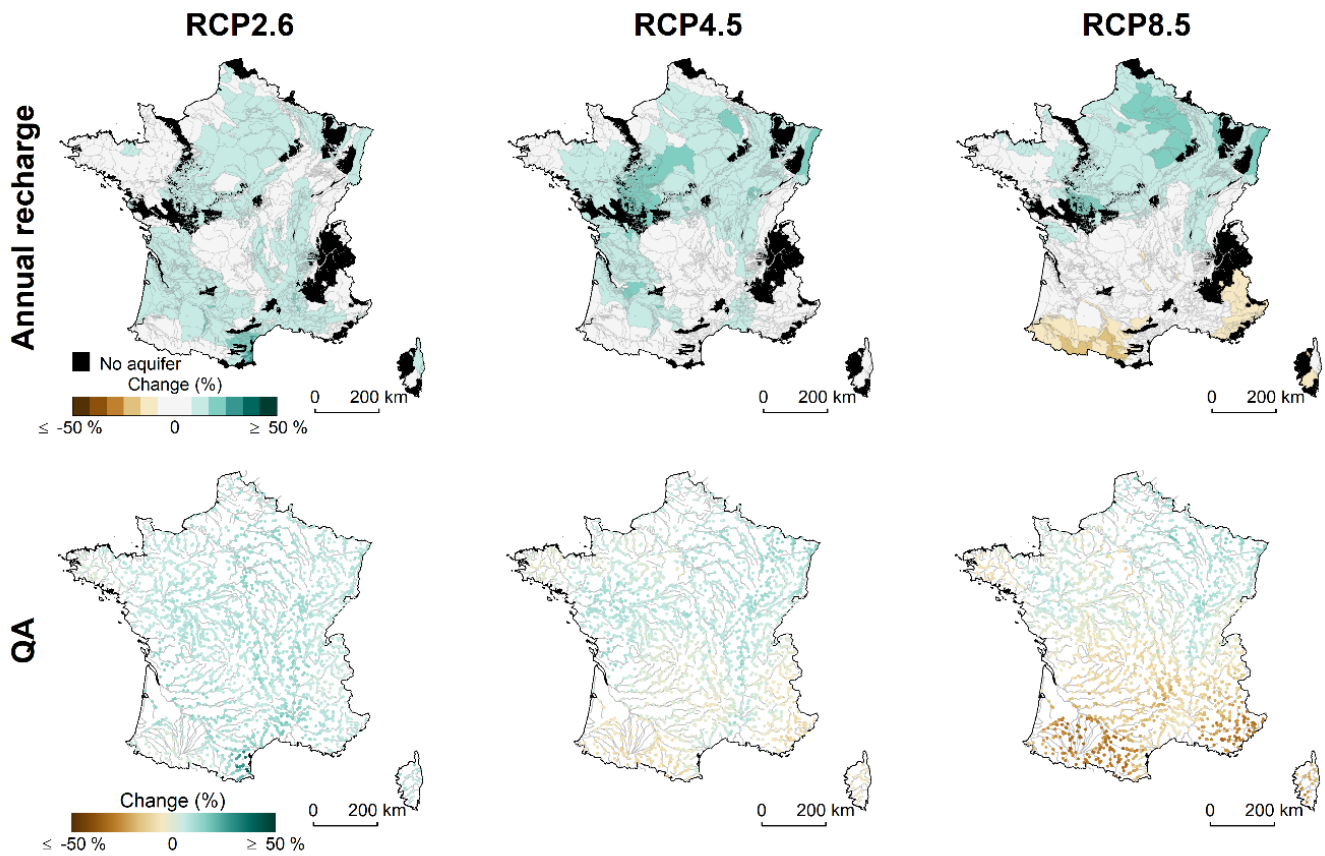 RCP2.6 RCP4.5 RCP8.5
Annual recharge
No aquifer
Change (%)
≤ -50 % 0 ≥ 50 %
0 200 km
0 200 km
0 200 km
QA
Change (%)
≤ -50 % 0 ≥ 50 %
0 200 km
0 200 km
0 200 km